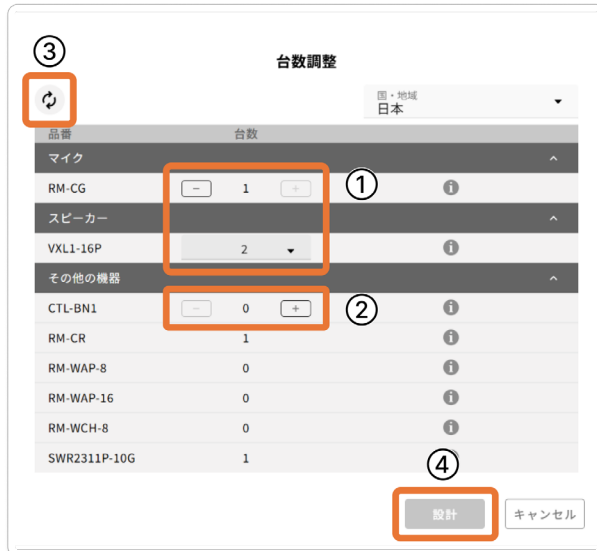 ③
台数調整
国・地域
日本
品番 台数
マイク
RM-CG − 1 + ①
スピーカー
VXL1-16P 2
その他の機器
CTL-BN1 − 0 + ②
RM-CR 1
RM-WAP-8 0
RM-WAP-16 0
RM-WCH-8 0
SWR2311P-10G 1
④
設計 キャンセル